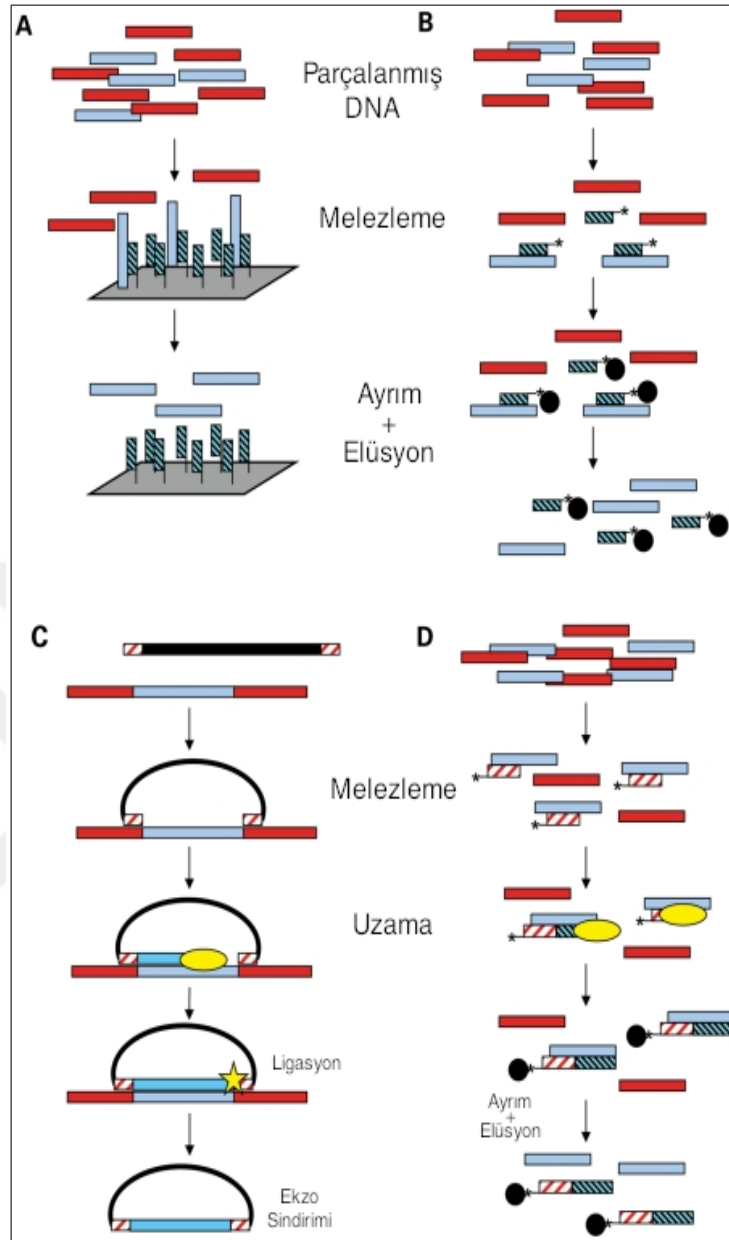 A
B
Parçalanmış
DNA
Melezleme
Ayrım
+
Elüsyon
C
D
Melezleme
Uzama
Ligasyon
Ayrım
+
Elüsyon
Ekzo
Sindirimi